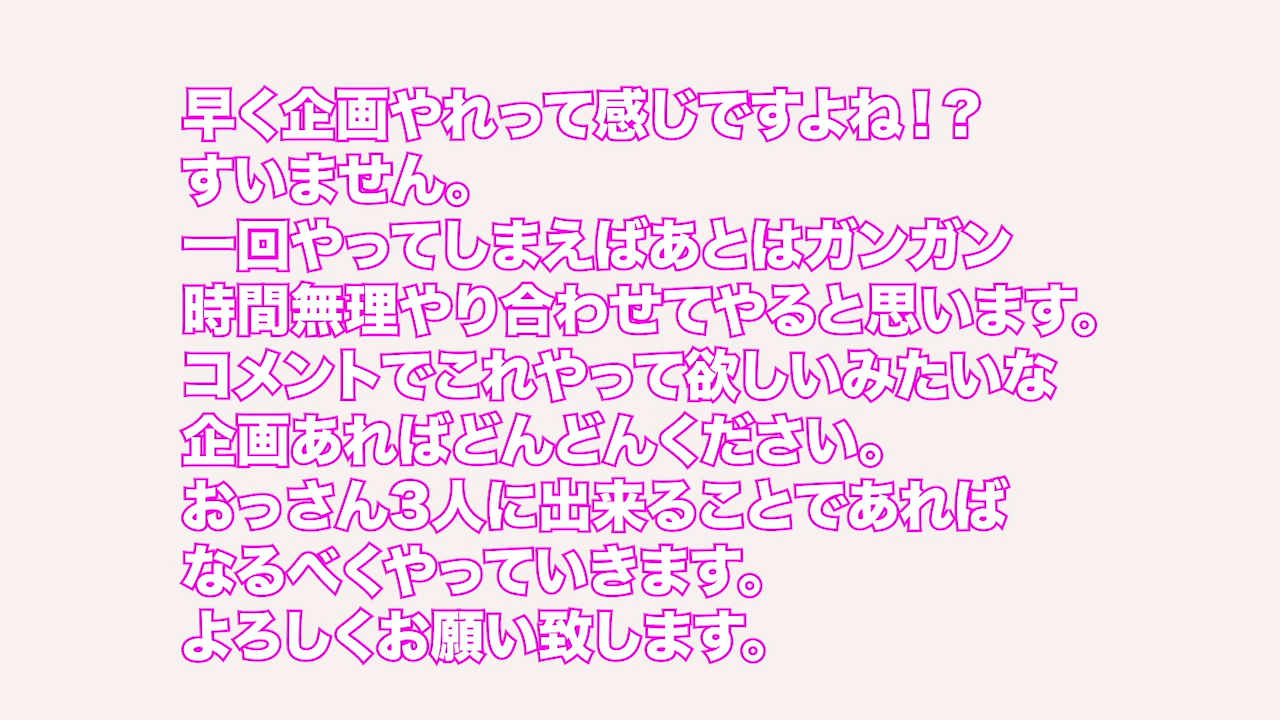 早く企画やれって感じですよね！？
すいません。
一回やってしまえばあとはガンガン
時間無理やり合わせてやると思います。
コメントでこれやって欲しいみたいな
企画あればどんどんください。
おっさん3人に出来ることであれば
なるべくやっていきます。
よろしくお願い致します。